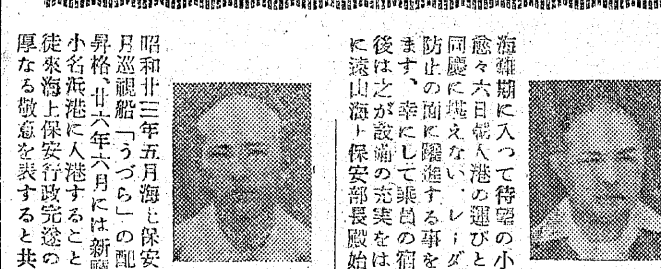 海難期に入つて待望の小
愈々六日朝入港の運びと
同慶に堪えない、レーダ
防止の面に躍進する事を
ます、幸にして乗員の宿
後は之が設備の充実をは
に遠山海上保安部長殿始
昭和廿三年五月海上保安
月巡視船「うづら」の配
昇格、廿六年六月には新
小名浜港に入港すること
従来海上保安行政完遂の
厚なる敬意を表すると共